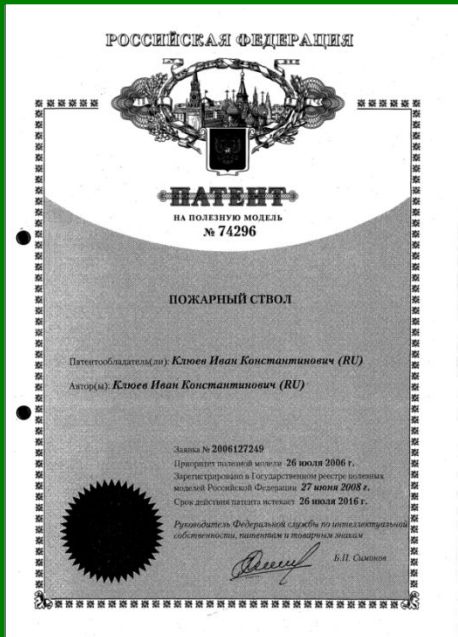 РОССИЙСКАЯ ФЕДЕРАЦИЯ
ПАТЕНТ
НА ПОЛЕЗНУЮ МОДЕЛЬ
№ 74296
ПОЖАРНЫЙ СТВОЛ
Патентообладатель(ли): Клюев Иван Константинович (RU)
Автор(ы): Клюев Иван Константинович (RU)
Заявка № 2006127249
Приоритет полезной модели 26 июля 2006 г.
Зарегистрировано в Государственном реестре полезных
моделей Российской Федерации 27 июня 2008 г.
Срок действия патента истекает 26 июля 2016 г.
Руководитель Федеральной службы по интеллектуальной
собственности, патентам и товарным знакам
Б.П. Симонов